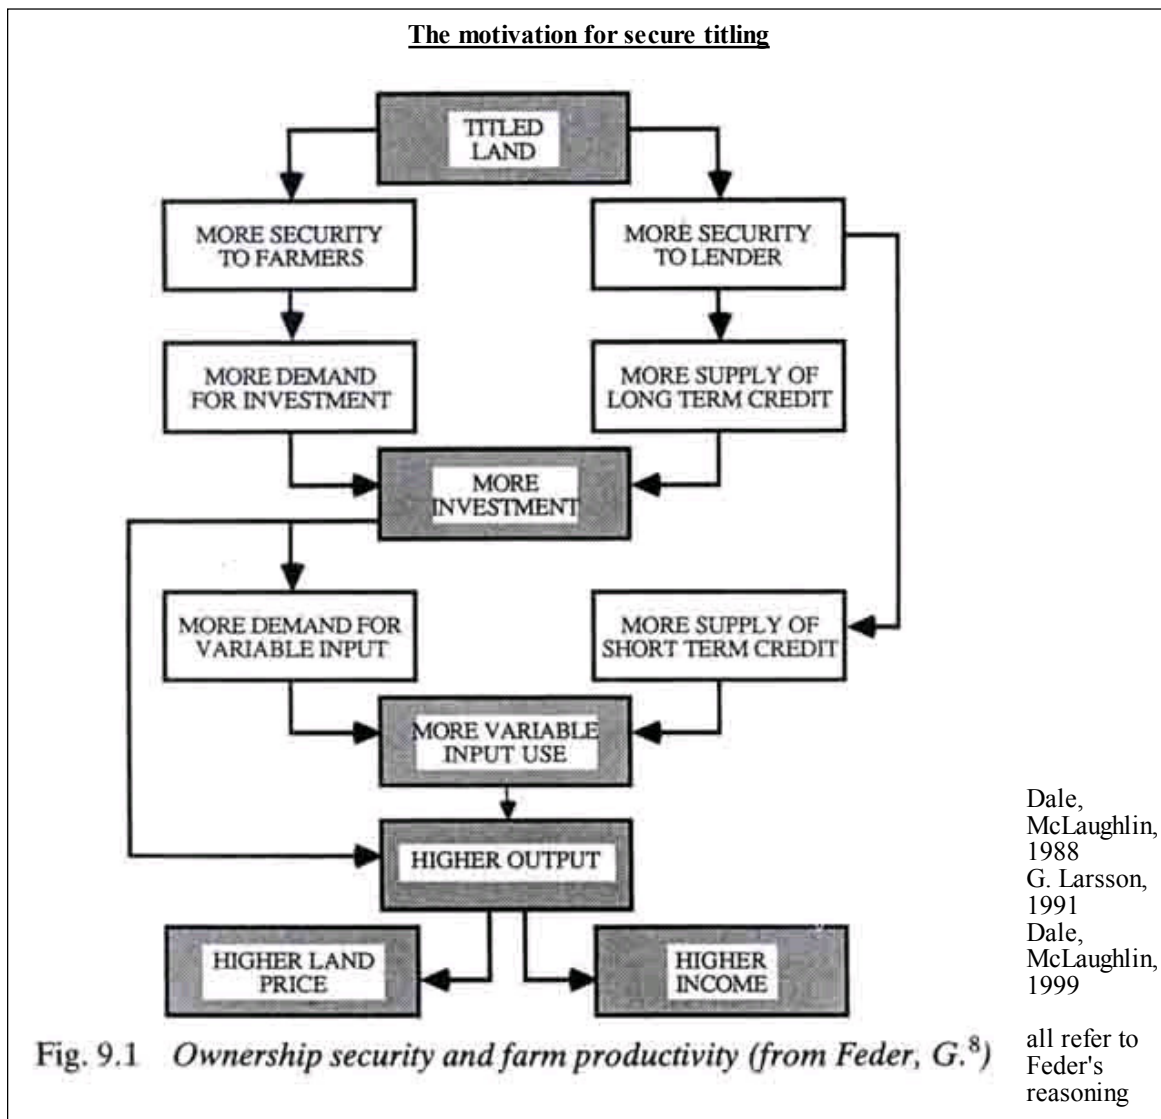 The motivation for secure titling
TITLED
LAND
MORE SECURITY
TO FARMERS
MORE SECURITY
TO LENDER
MORE DEMAND
FOR INVESTMENT
MORE SUPPLY OF
LONG TERM CREDIT
MORE
INVESTMENT
MORE DEMAND FOR
VARIABLE INPUT
MORE SUPPLY OF
SHORT TERM CREDIT
MORE VARIABLE
INPUT USE
HIGHER OUTPUT
HIGHER LAND
PRICE
HIGHER
INCOME
Fig. 9.1 Ownership security and farm productivity (from Feder, G.⁸)
Dale,
McLaughlin,
1988
G. Larsson,
1991
Dale,
McLaughlin,
1999
all refer to
Feder's
reasoning